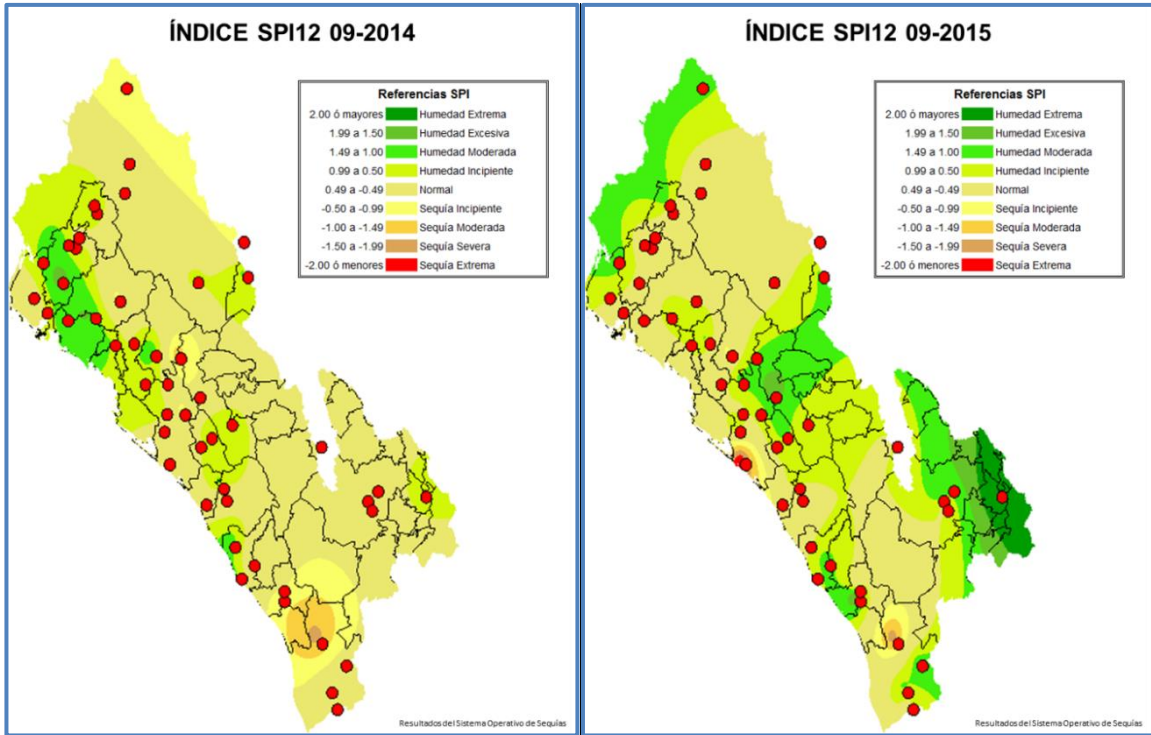 ÍNDICE SPI12 09-2014
Referencias SPI
2.00 ó mayores Humedad Extrema
1.99 a 1.50 Humedad Excesiva
1.49 a 1.00 Humedad Moderada
0.99 a 0.50 Humedad Incipiente
0.49 a -0.49 Normal
-0.50 a -0.99 Sequía Incipiente
-1.00 a -1.49 Sequía Moderada
-1.50 a -1.99 Sequía Severa
-2.00 ó menores Sequía Extrema
Resultados del Sistema Operativo de Sequías
ÍNDICE SPI12 09-2015
Referencias SPI
2.00 ó mayores Humedad Extrema
1.99 a 1.50 Humedad Excesiva
1.49 a 1.00 Humedad Moderada
0.99 a 0.50 Humedad Incipiente
0.49 a -0.49 Normal
-0.50 a -0.99 Sequía Incipiente
-1.00 a -1.49 Sequía Moderada
-1.50 a -1.99 Sequía Severa
-2.00 ó menores Sequía Extrema
Resultados del Sistema Operativo de Sequías